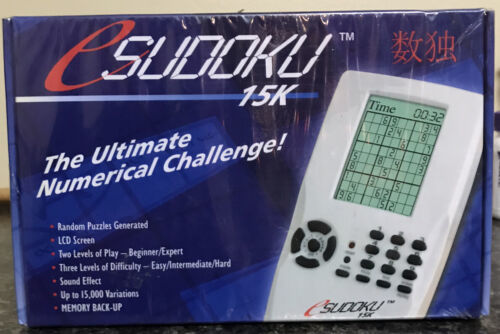 eSUDOKU™
15K
数独
The Ultimate
Numerical Challenge!
• Random Puzzles Generated
• LCD Screen
• Two Levels of Play – Beginner/Expert
• Three Levels of Difficulty – Easy/Intermediate/Hard
• Sound Effect
• Up to 15,000 Variations
• MEMORY BACK-UP
Time 00:32
eSUDOKU™
15K